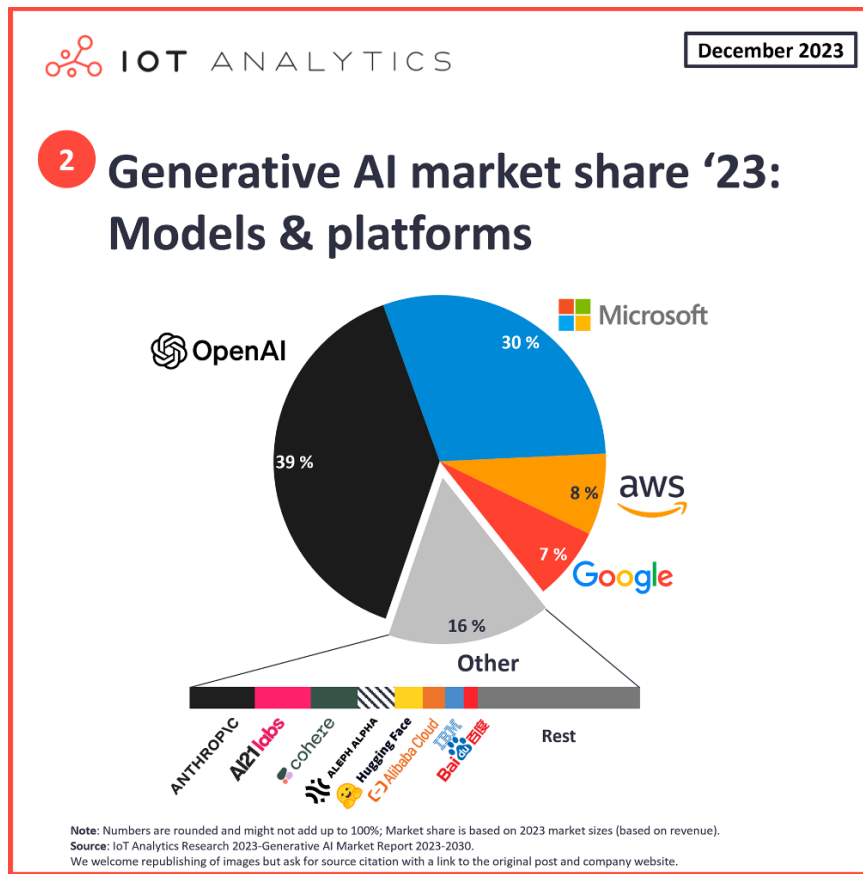 IOT ANALYTICS
December 2023
2
Generative AI market share ‘23:
Models & platforms
Microsoft
30 %
OpenAI
39 %
aws
8 %
7 %
Google
16 %
Other
ANTHROP\C
AI21labs
cohere
ALEPH ALPHA
Hugging Face
Alibaba Cloud
IBM
Bai 百度
Rest
Note: Numbers are rounded and might not add up to 100%; Market share is based on 2023 market sizes (based on revenue).
Source: IoT Analytics Research 2023-Generative AI Market Report 2023-2030.
We welcome republishing of images but ask for source citation with a link to the original post and company website.